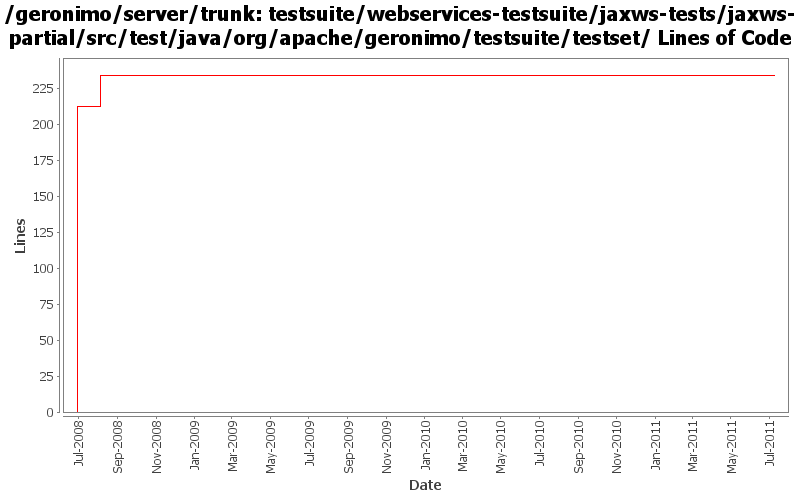 /geronimo/server/trunk: testsuite/webservices-testsuite/jaxws-tests/jaxws-
partial/src/test/java/org/apache/geronimo/testsuite/testset/ Lines of Code
Lines
225
200
175
150
125
100
75
50
25
0
Jul-2008
Sep-2008
Nov-2008
Jan-2009
Mar-2009
May-2009
Jul-2009
Sep-2009
Nov-2009
Jan-2010
Mar-2010
May-2010
Jul-2010
Sep-2010
Nov-2010
Jan-2011
Mar-2011
May-2011
Jul-2011
Date